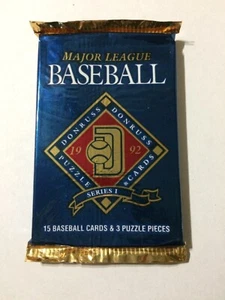 MAJOR LEAGUE
BASEBALL
DONRUSS DONRUSS
19 92
PUZZLE & CARDS
SERIES I
15 BASEBALL CARDS & 3 PUZZLE PIECES